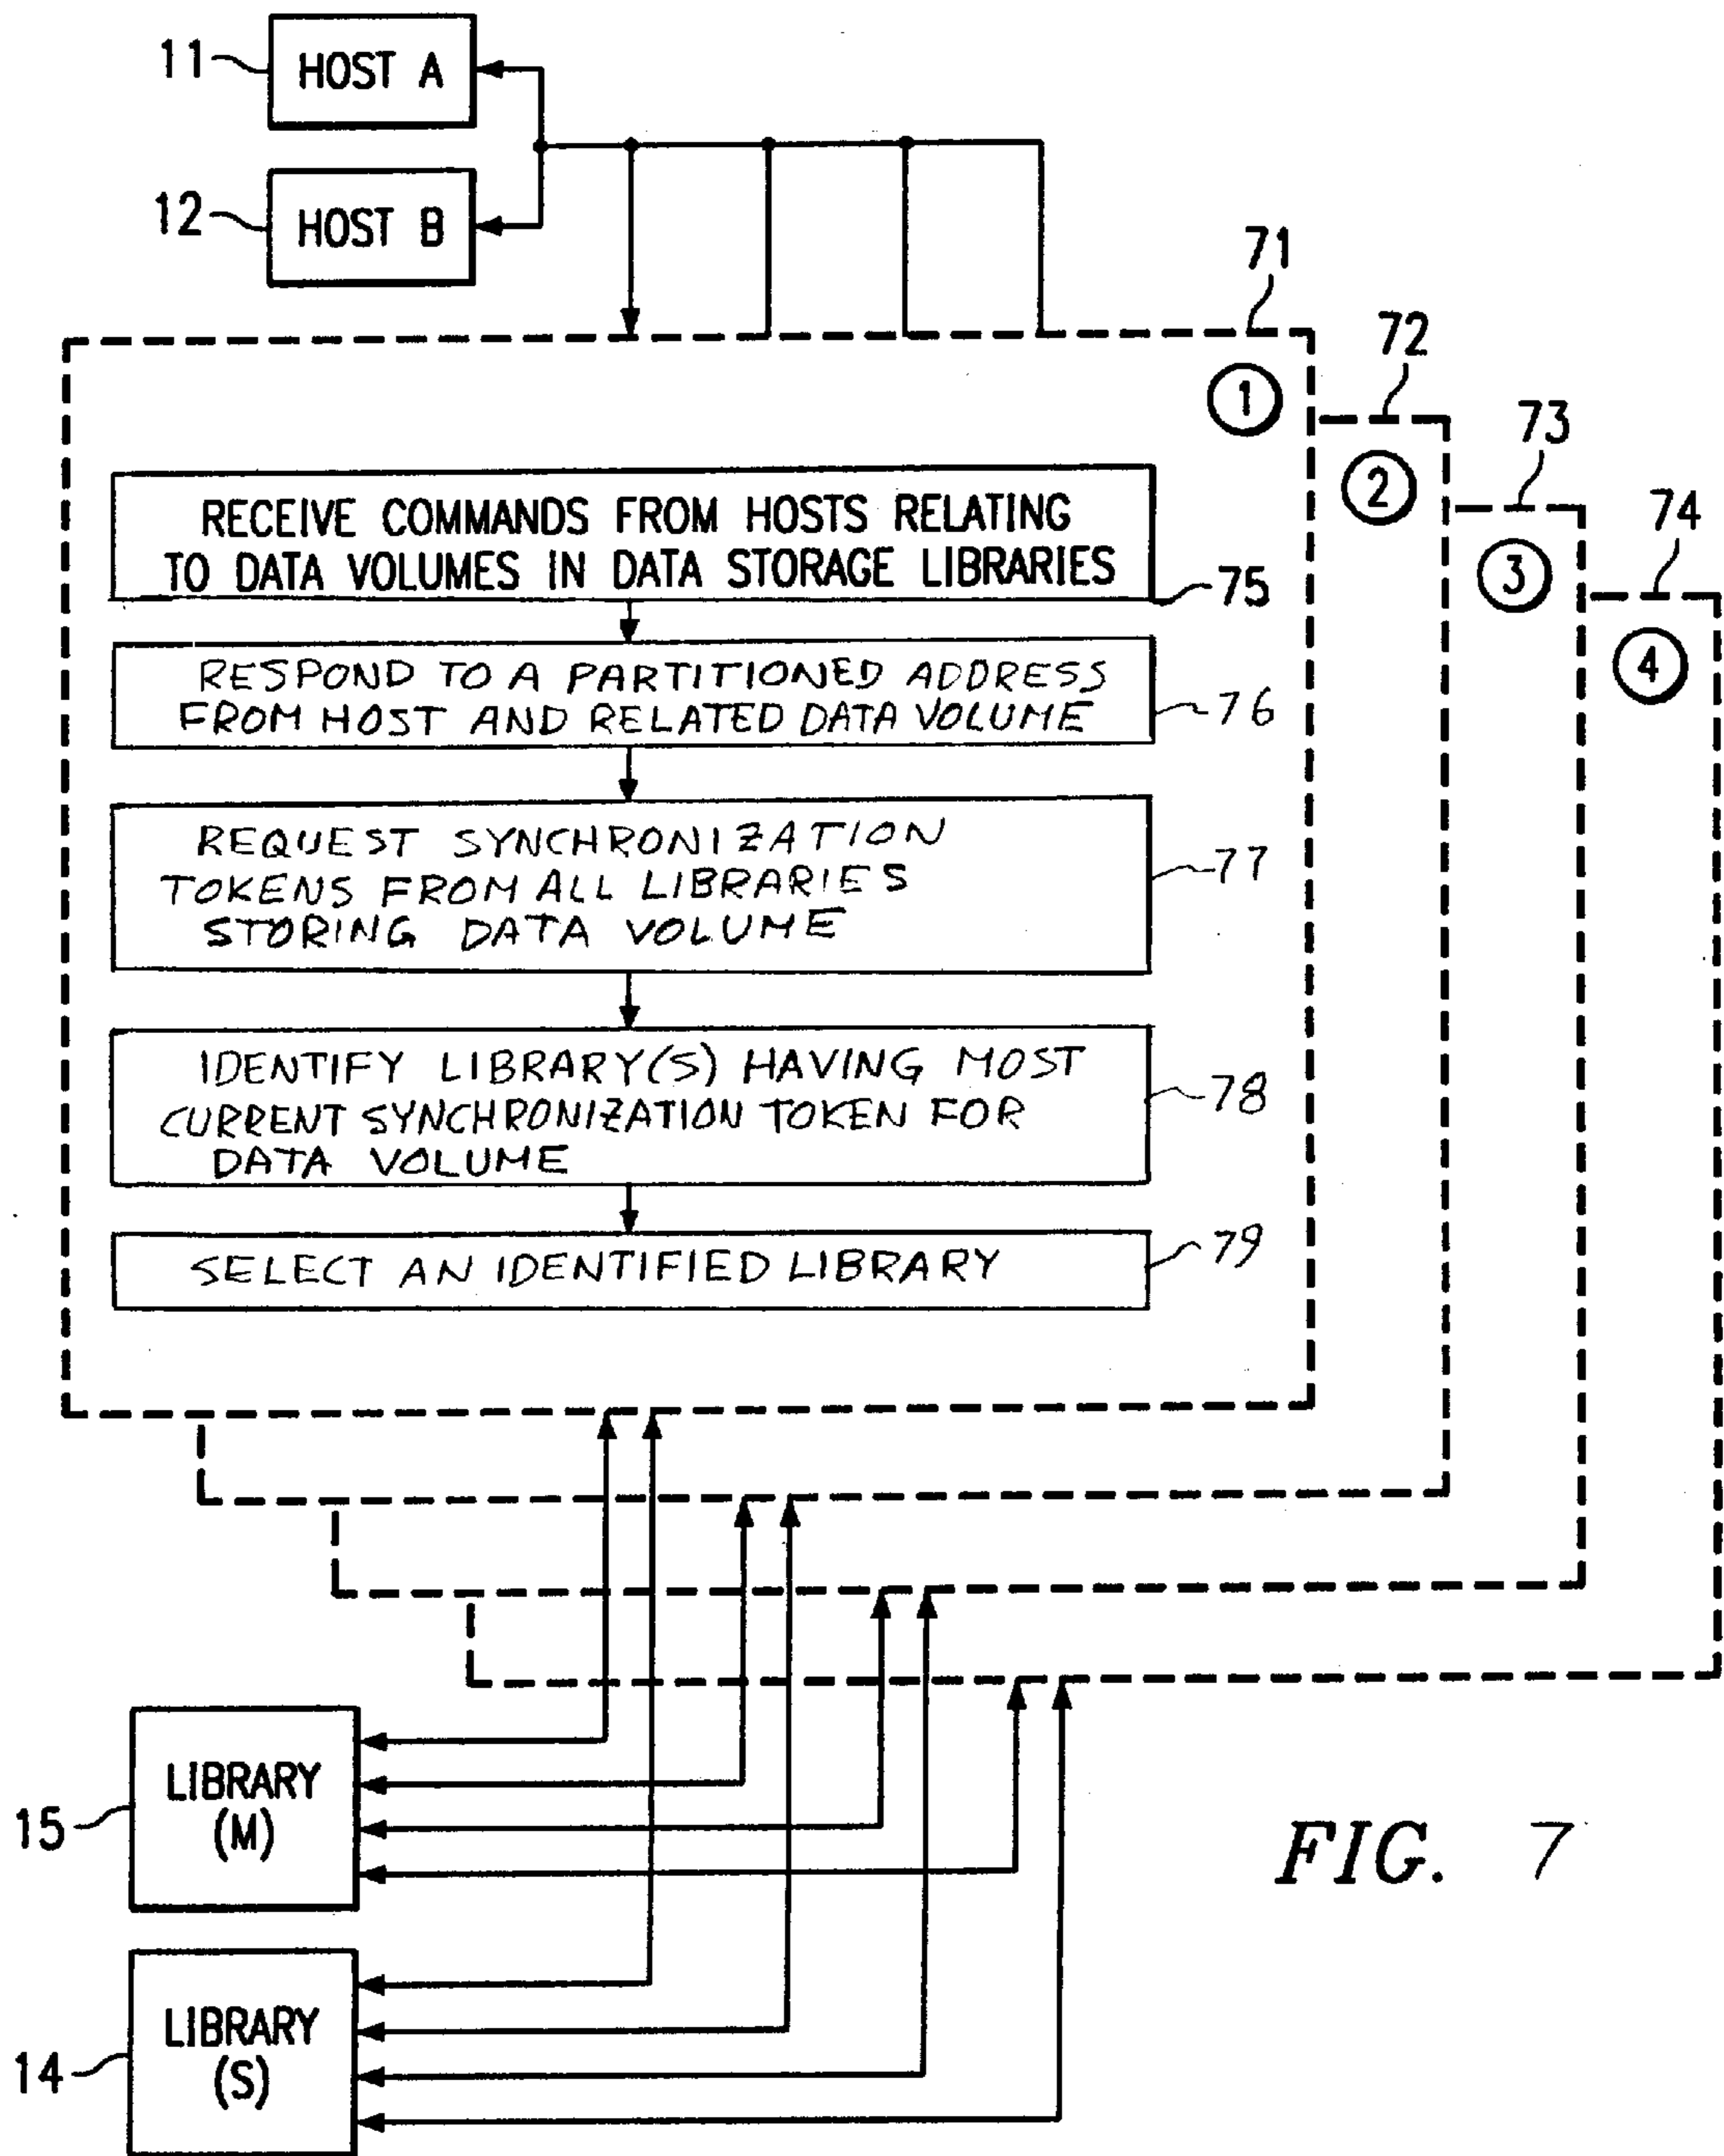 11
HOST A
12
HOST B
71
72
73
74
1
2
3
4
RECEIVE COMMANDS FROM HOSTS RELATING
TO DATA VOLUMES IN DATA STORAGE LIBRARIES
75
RESPOND TO A PARTITIONED ADDRESS
FROM HOST AND RELATED DATA VOLUME
76
REQUEST SYNCHRONIZATION
TOKENS FROM ALL LIBRARIES
STORING DATA VOLUME
77
IDENTIFY LIBRARY(S) HAVING MOST
CURRENT SYNCHRONIZATION TOKEN FOR
DATA VOLUME
78
SELECT AN IDENTIFIED LIBRARY
79
LIBRARY
(M)
15
LIBRARY
(S)
14
FIG. 7